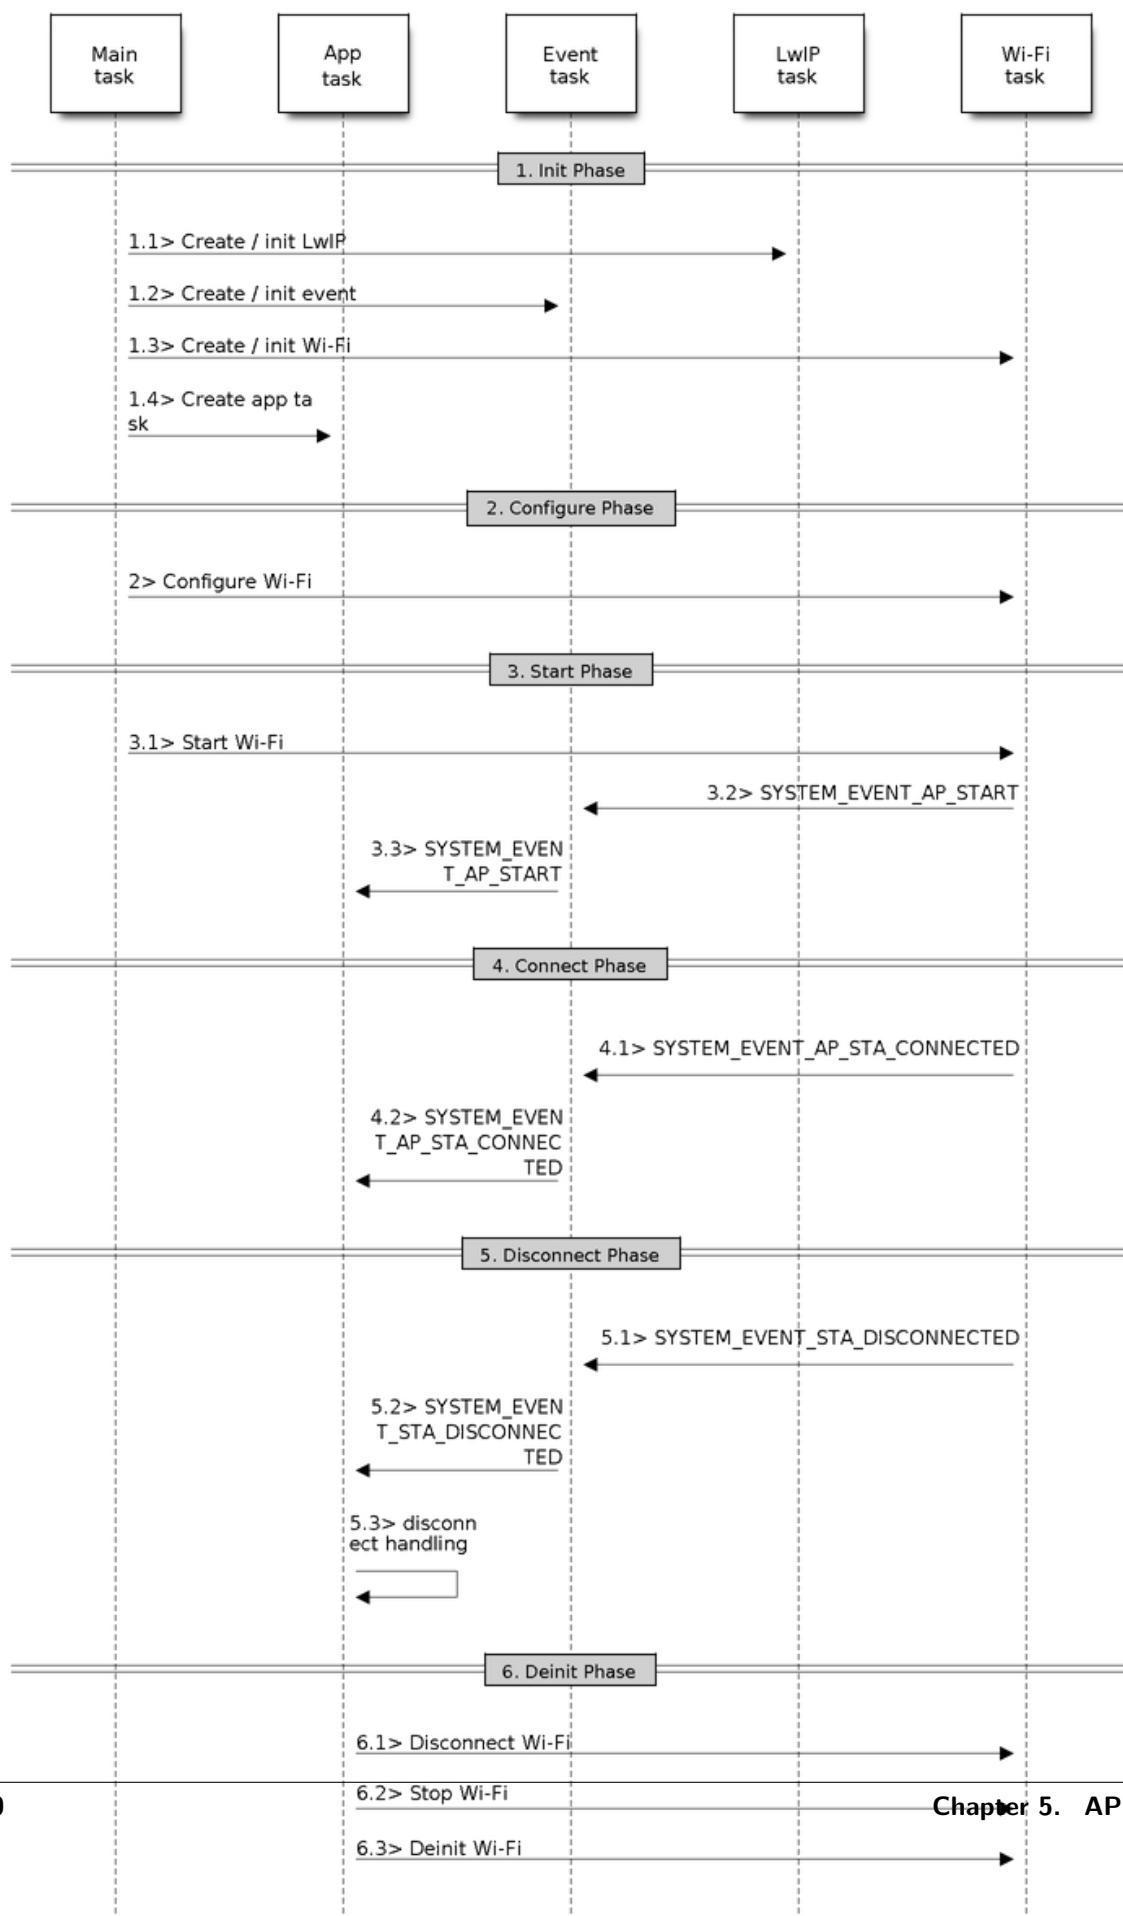 Main
task
App
task
Event
task
LwIP
task
Wi-Fi
task
1. Init Phase
1.1> Create / init LwIP
1.2> Create / init event
1.3> Create / init Wi-Fi
1.4> Create app ta
sk
2. Configure Phase
2> Configure Wi-Fi
3. Start Phase
3.1> Start Wi-Fi
3.2> SYSTEM_EVENT_AP_START
3.3> SYSTEM_EVEN
T_AP_START
4. Connect Phase
4.1> SYSTEM_EVENT_AP_STA_CONNECTED
4.2> SYSTEM_EVEN
T_AP_STA_CONNEC
TED
5. Disconnect Phase
5.1> SYSTEM_EVENT_STA_DISCONNECTED
5.2> SYSTEM_EVEN
T_STA_DISCONNEC
TED
5.3> disconn
ect handling
6. Deinit Phase
6.1> Disconnect Wi-Fi
6.2> Stop Wi-Fi
Chapter 5. AP
6.3> Deinit Wi-Fi